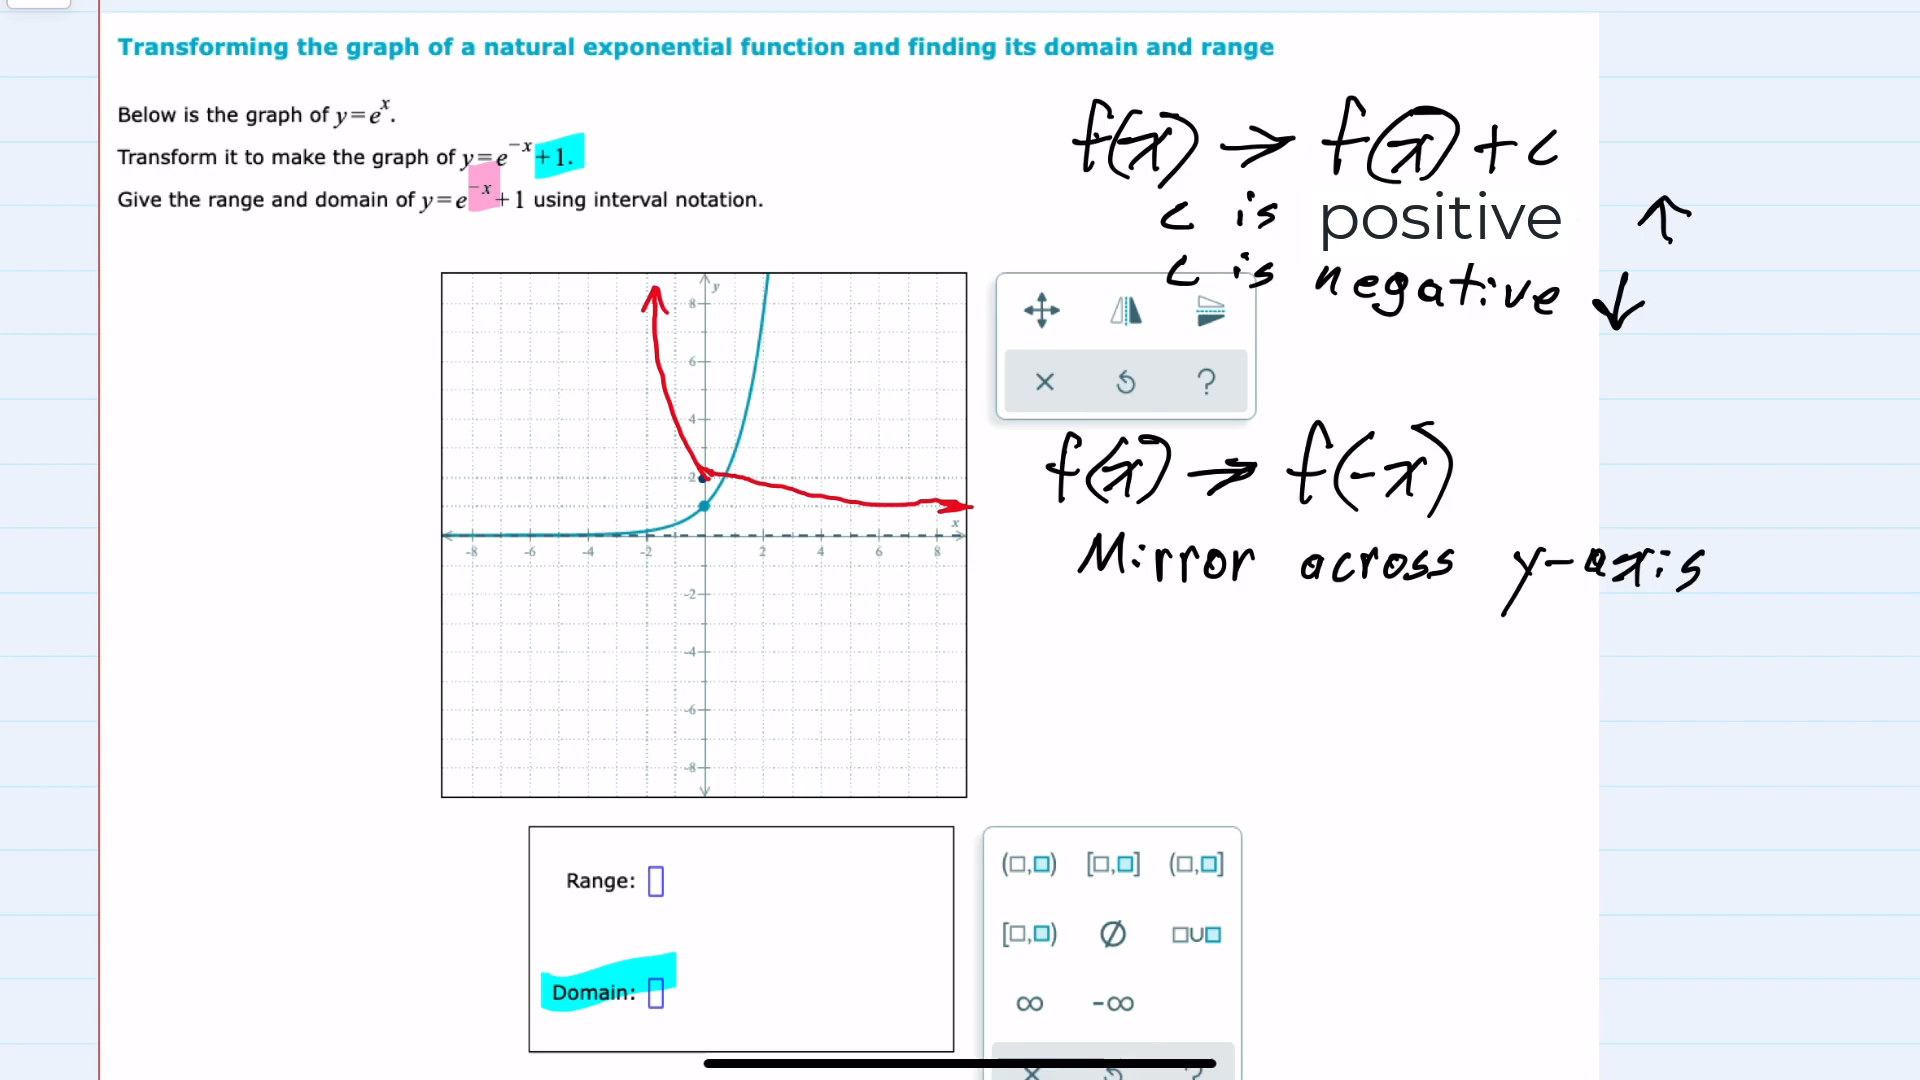 Transforming the graph of a natural exponential function and finding its domain and range
Below is the graph of y=e^x.
Transform it to make the graph of y=e^−x+1.
Give the range and domain of y=e^−x+1 using interval notation.
f(x) → f(x)+c
c is positive ↑
c is negative ↓
y
8
6
4
2
x
-8 -6 -4 -2 2 4 6 8
-2
-4
-6
-8
× ?
f(x) → f(-x)
Mirror across y-axis
Range:
Domain:
(□,□) [□,□] (□,□]
[□,□) ∅ □∪□
∞ -∞
× ?